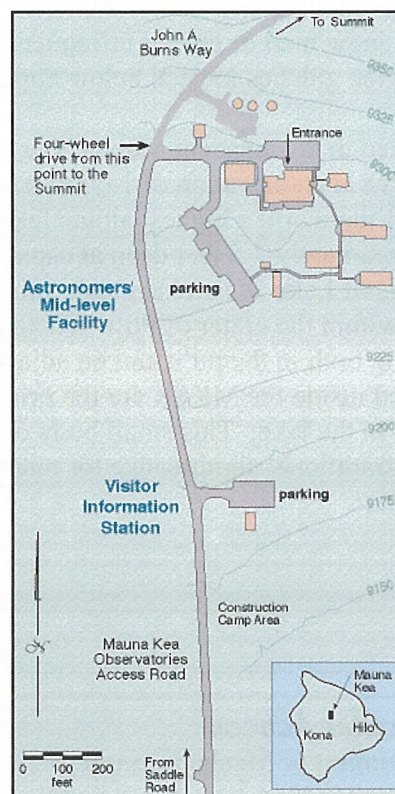 To Summit
John A.
Burns Way
9350
9325
Entrance
Four-wheel
drive from this
point to the
Summit
9300
parking
Astronomers'
Mid-level
Facility
9225
9200
Visitor
Information
Station
parking
9175
9150
Construction
Camp Area
Mauna Kea
Observatories
Access Road
N
Mauna
Kea
Hilo
Kona
0 100 200
feet
From
Saddle
Road